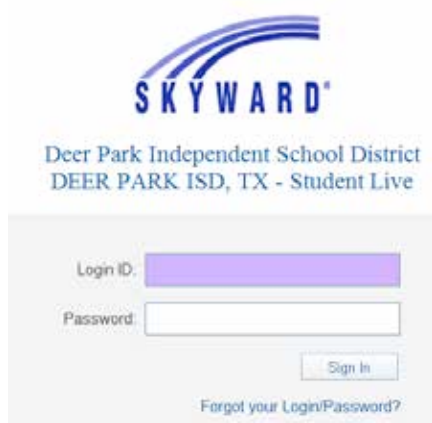 SKYWARD®
Deer Park Independent School District
DEER PARK ISD, TX - Student Live
Login ID:
Password:
Sign In
Forgot your Login/Password?